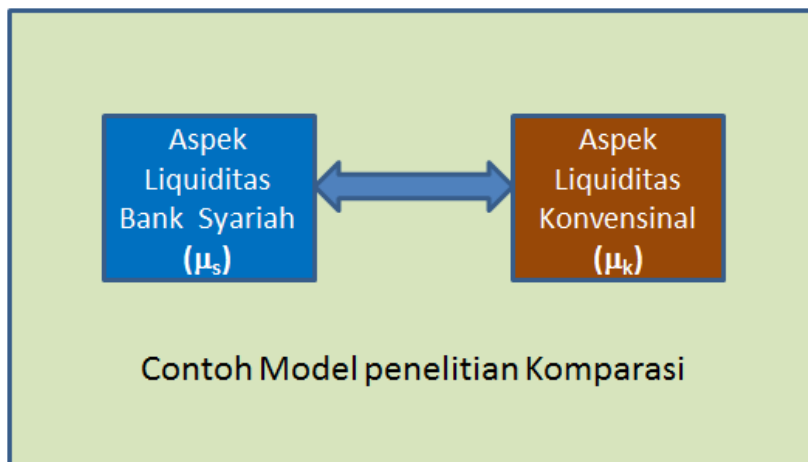 Aspek
Liquiditas
Bank Syariah
(μs)
Aspek
Liquiditas
Konvensinal
(μk)
Contoh Model penelitian Komparasi